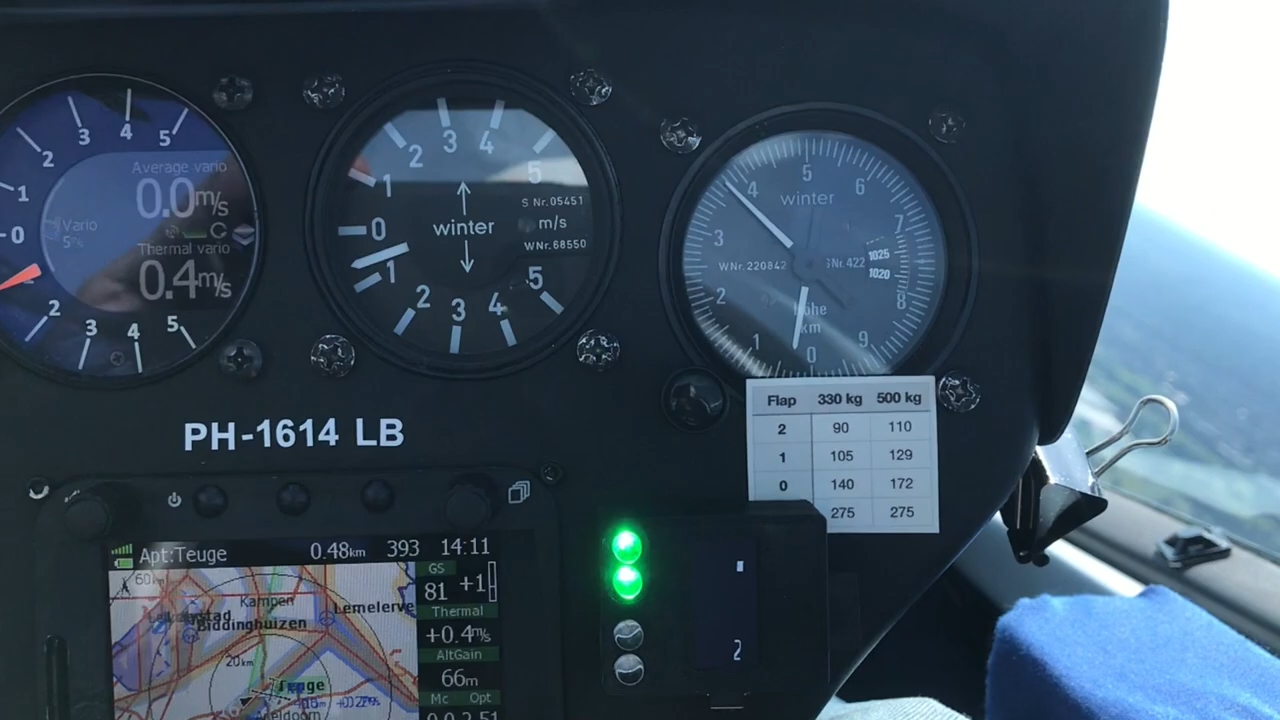 3
4
5
2
1
0
Average vario
0.0m/s
Vario
C
Thermal vario
0.4m/s
2
3
4
5
3
4
2
5
1
S Nr.05451
0
winter
m/s
WNr.68550
1
2
3
4
5
5
4
6
winter
7
3
WNr.220842
SNr.422
1025
1020
2
8
höhe
km
1
0
9
PH-1614 LB
Flap 330 kg 500 kg
2 90 110
1 105 129
0 140 172
275 275
Apt:Teuge 0.48km 393 14:11
60km
GS
81 +1
Kampen
Lemelerve
Biddinghuizen
Thermal
+0.4m/s
20km
AltGain
66m
Teuge
Mc Opt
2